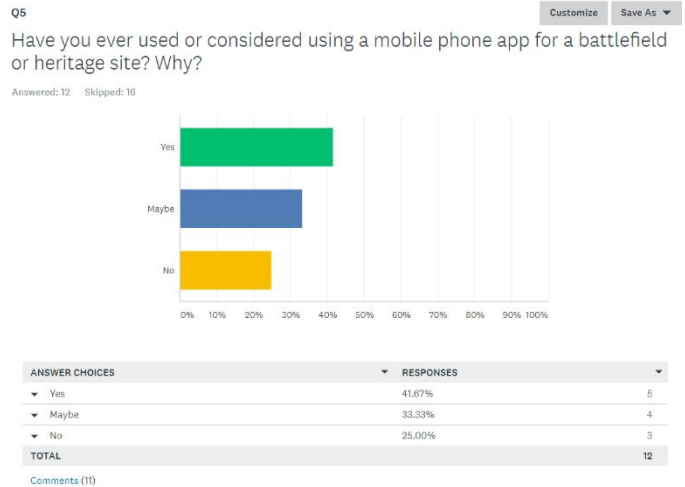 Q5
Customize
Save As
Have you ever used or considered using a mobile phone app for a battlefield
or heritage site? Why?
Answered: 12 Skipped: 16
Yes
Maybe
No
0% 10% 20% 30% 40% 50% 60% 70% 80% 90% 100%
ANSWER CHOICES RESPONSES
Yes 41.67% 5
Maybe 33.33% 4
No 25.00% 3
TOTAL 12
Comments (11)